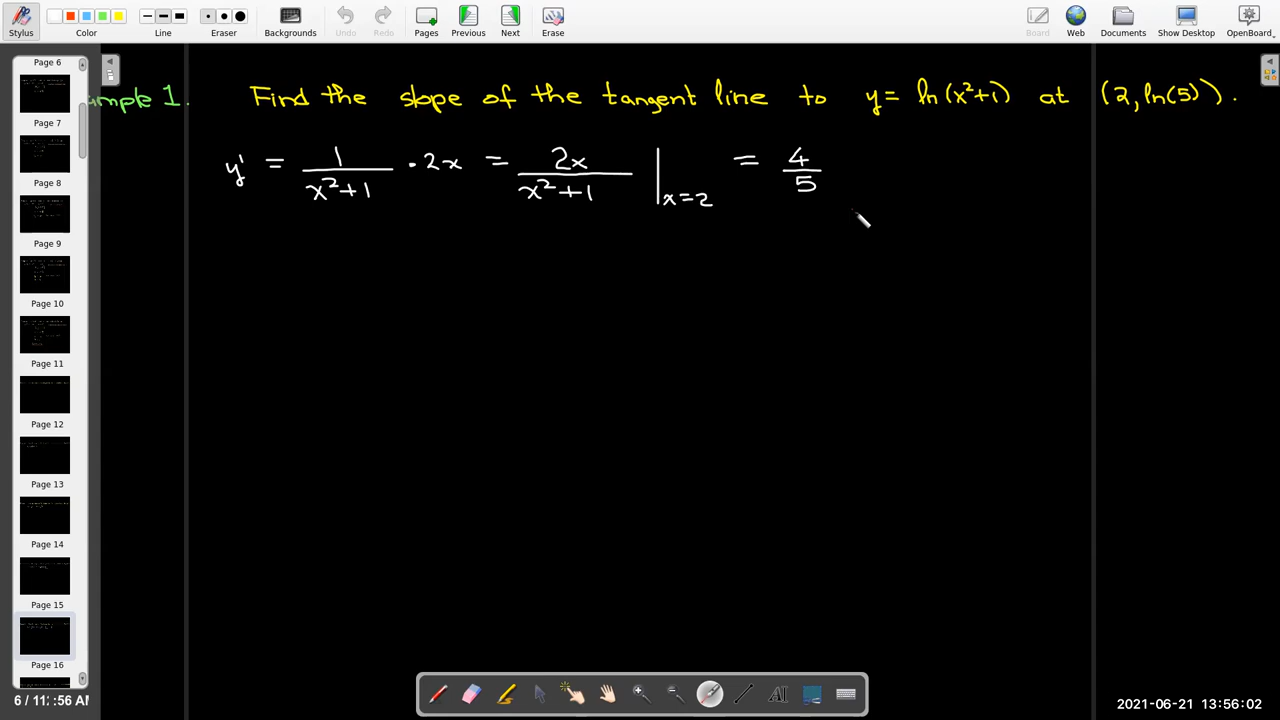 Stylus
Color
Line
Eraser
Backgrounds
Undo
Redo
Pages
Previous
Next
Erase
Board
Web
Documents
Show Desktop
OpenBoard
Page 6
Page 7
Page 8
Page 9
Page 10
Page 11
Page 12
Page 13
Page 14
Page 15
Page 16
ample 1. Find the slope of the tangent line to y = ln(x²+1) at (2, ln(5)).
y' = 1/(x²+1) · 2x = 2x/(x²+1) |x=2 = 4/5
AI
2021-06-21 13:56:02